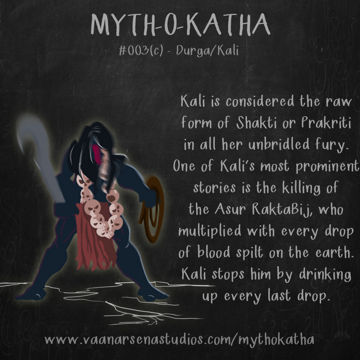 MYTH-O-KATHA
#003(c) - Durga/Kali
Kali is considered the raw
form of Shakti or Prakriti
in all her unbridled fury.
One of Kali's most prominent
stories is the killing of
the Asur RaktaBij, who
multiplied with every drop
of blood spilt on the earth.
Kali stops him by drinking
up every last drop.
www.vaanarsenastudios.com/mythokatha